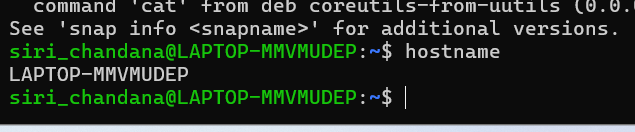 command 'cat' from deb coreutils-from-uutils (0.0.
See 'snap info <snapname>' for additional versions.
siri_chandana@LAPTOP-MMVMUDEP:~$ hostname
LAPTOP-MMVMUDEP
siri_chandana@LAPTOP-MMVMUDEP:~$